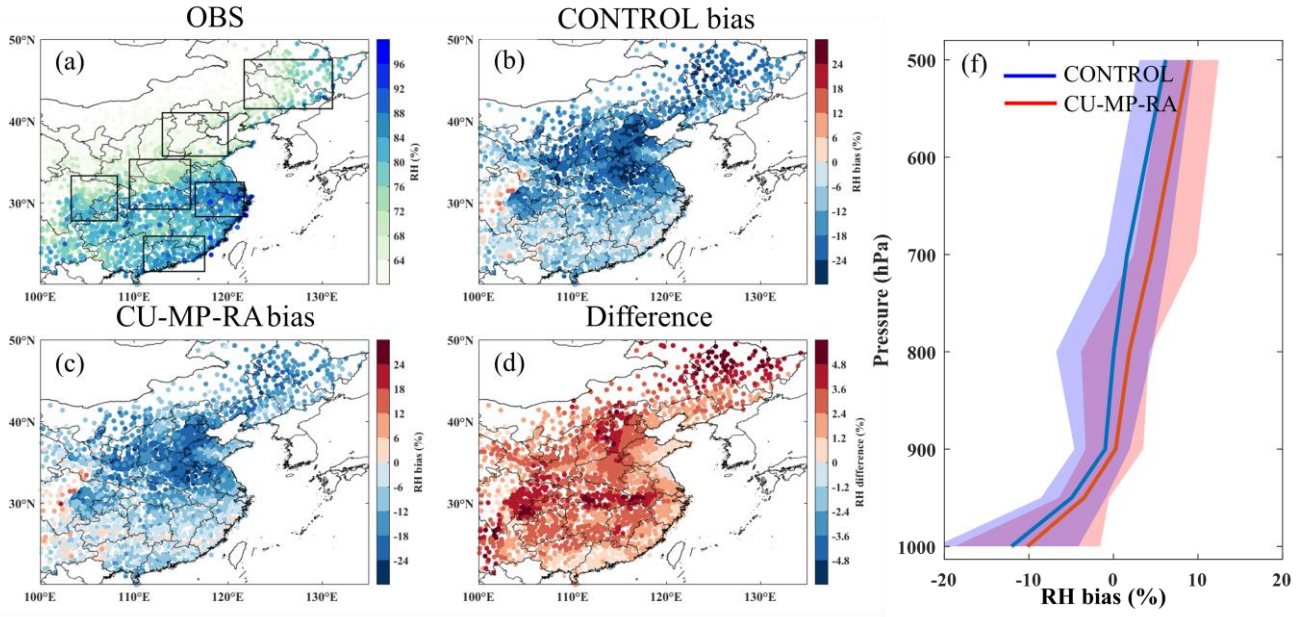 OBS
(a)
50°N
40°N
30°N
100°E
110°E
120°E
130°E
96
92
88
84
80
76
72
68
64
RH (%)
CONTROL bias
(b)
50°N
40°N
30°N
100°E
110°E
120°E
130°E
24
18
12
6
0
-6
-12
-18
-24
RH bias (%)
CU-MP-RA bias
(c)
50°N
40°N
30°N
100°E
110°E
120°E
130°E
24
18
12
6
0
-6
-12
-18
-24
RH bias (%)
Difference
(d)
50°N
40°N
30°N
100°E
110°E
120°E
130°E
4.8
3.6
2.4
1.2
0
-1.2
-2.4
-3.6
-4.8
RH difference (%)
(f)
CONTROL
CU-MP-RA
500
600
700
800
900
1000
Pressure (hPa)
-20
-10
0
10
20
RH bias (%)